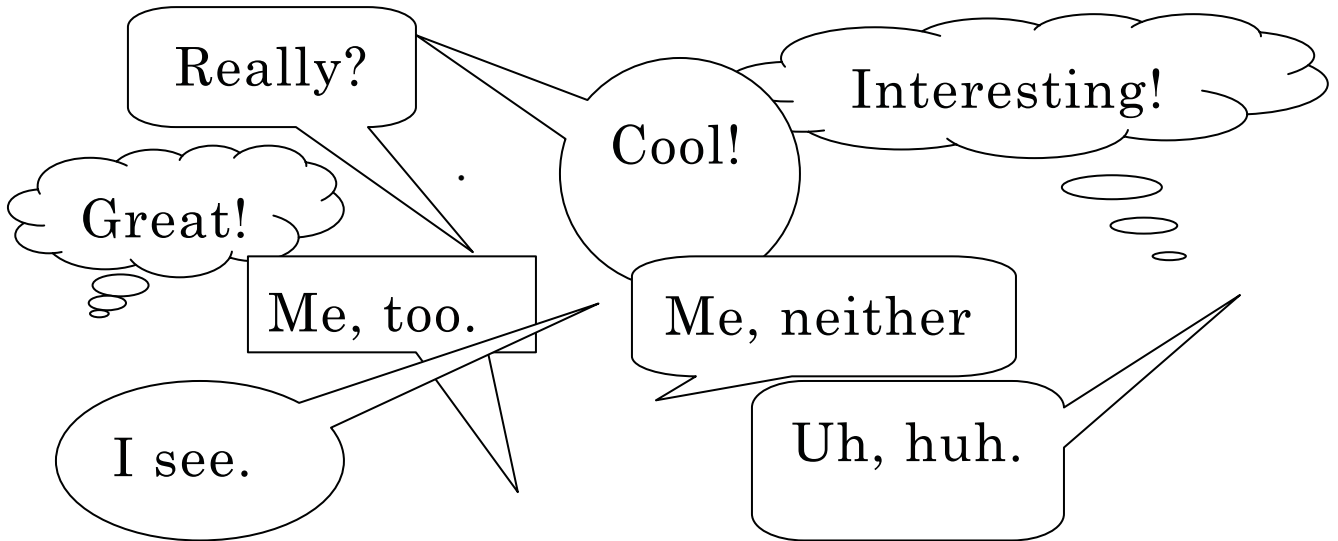 Really?
Interesting!
Cool!
Great!
Me, too.
Me, neither
I see.
Uh, huh.